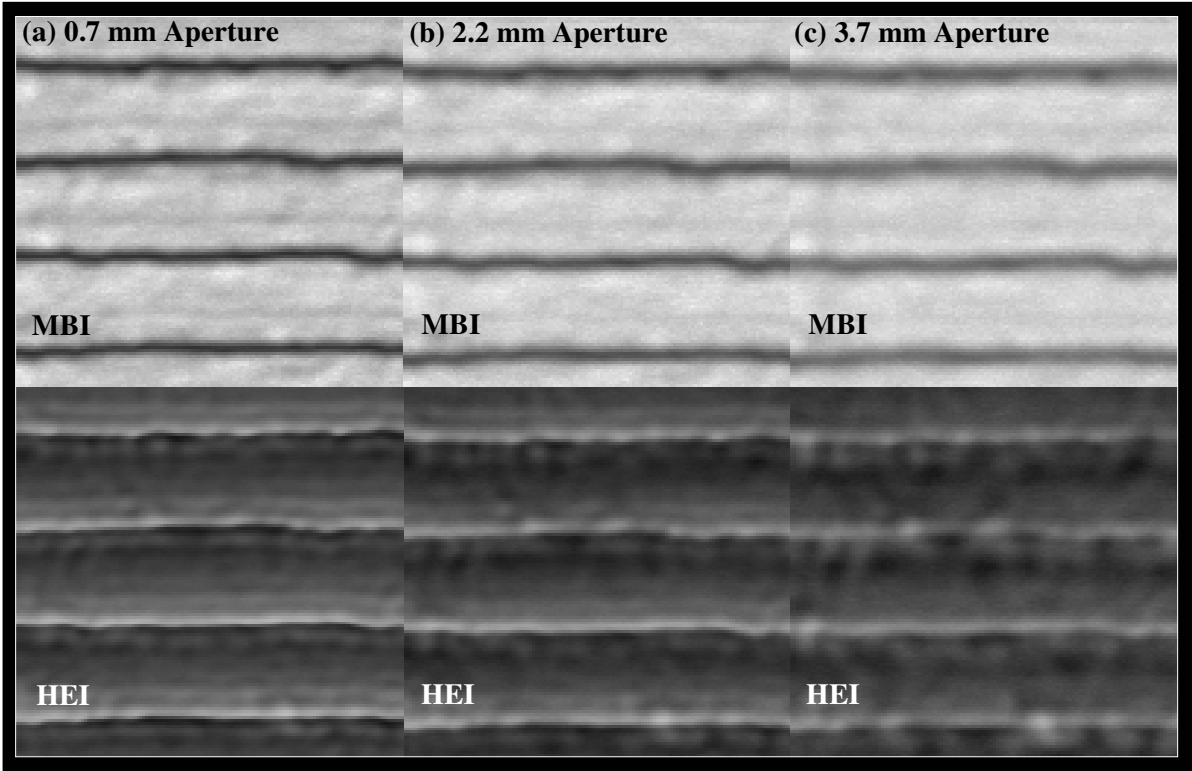 (a) 0.7 mm Aperture
(b) 2.2 mm Aperture
(c) 3.7 mm Aperture
MBI
MBI
MBI
HEI
HEI
HEI